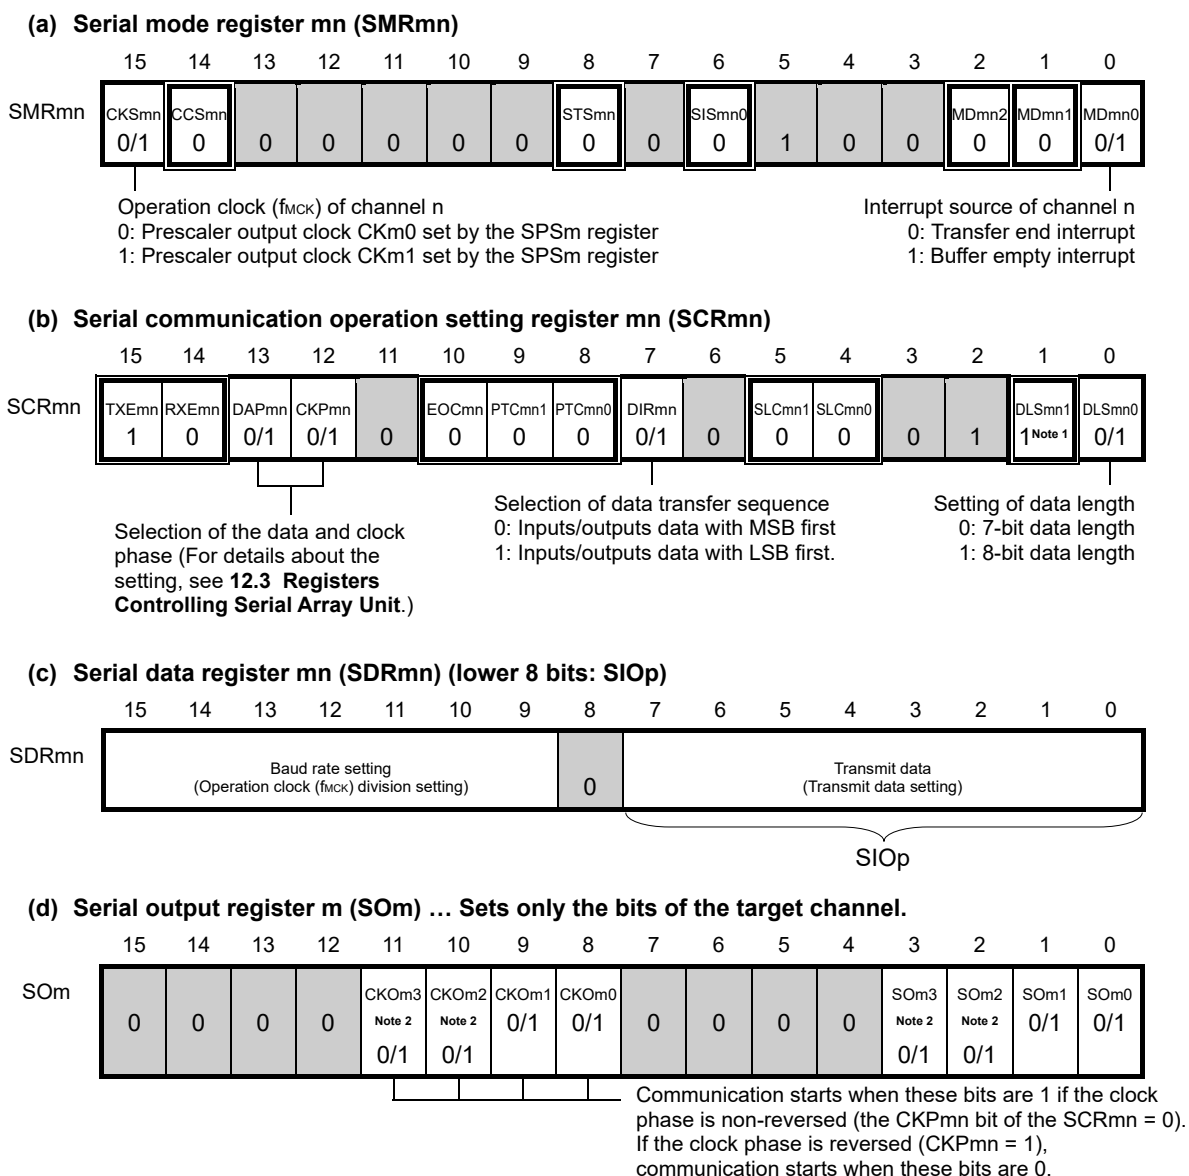 (a) Serial mode register mn (SMRmn)
15 14 13 12 11 10 9 8 7 6 5 4 3 2 1 0
SMRmn CKSmn CCSmn STSmn SISmn0 MDmn2 MDmn1 MDmn0
0/1 0 0 0 0 0 0 0 0 0 1 0 0 0 0 0/1
Operation clock (fMCK) of channel n
0: Prescaler output clock CKm0 set by the SPSm register
1: Prescaler output clock CKm1 set by the SPSm register
Interrupt source of channel n
0: Transfer end interrupt
1: Buffer empty interrupt
(b) Serial communication operation setting register mn (SCRmn)
15 14 13 12 11 10 9 8 7 6 5 4 3 2 1 0
SCRmn TXEmn RXEmn DAPmn CKPmn EOCmn PTCmn1 PTCmn0 DIRmn SLCmn1 SLCmn0 DLSmn1 DLSmn0
1 0 0/1 0/1 0 0 0 0 0/1 0 0 0 0 1 1 Note 1 0/1
Selection of the data and clock
phase (For details about the
setting, see 12.3 Registers
Controlling Serial Array Unit.)
Selection of data transfer sequence
0: Inputs/outputs data with MSB first
1: Inputs/outputs data with LSB first.
Setting of data length
0: 7-bit data length
1: 8-bit data length
(c) Serial data register mn (SDRmn) (lower 8 bits: SIOp)
15 14 13 12 11 10 9 8 7 6 5 4 3 2 1 0
SDRmn
Baud rate setting
(Operation clock (fMCK) division setting)
0
Transmit data
(Transmit data setting)
SIOp
(d) Serial output register m (SOm) … Sets only the bits of the target channel.
15 14 13 12 11 10 9 8 7 6 5 4 3 2 1 0
SOm CKOm3 CKOm2 CKOm1 CKOm0 SOm3 SOm2 SOm1 SOm0
0 0 0 0 Note 2 Note 2 0/1 0/1 0 0 0 0 Note 2 Note 2 0/1 0/1
0/1 0/1 0/1 0/1
Communication starts when these bits are 1 if the clock
phase is non-reversed (the CKPmn bit of the SCRmn = 0).
If the clock phase is reversed (CKPmn = 1),
communication starts when these bits are 0.